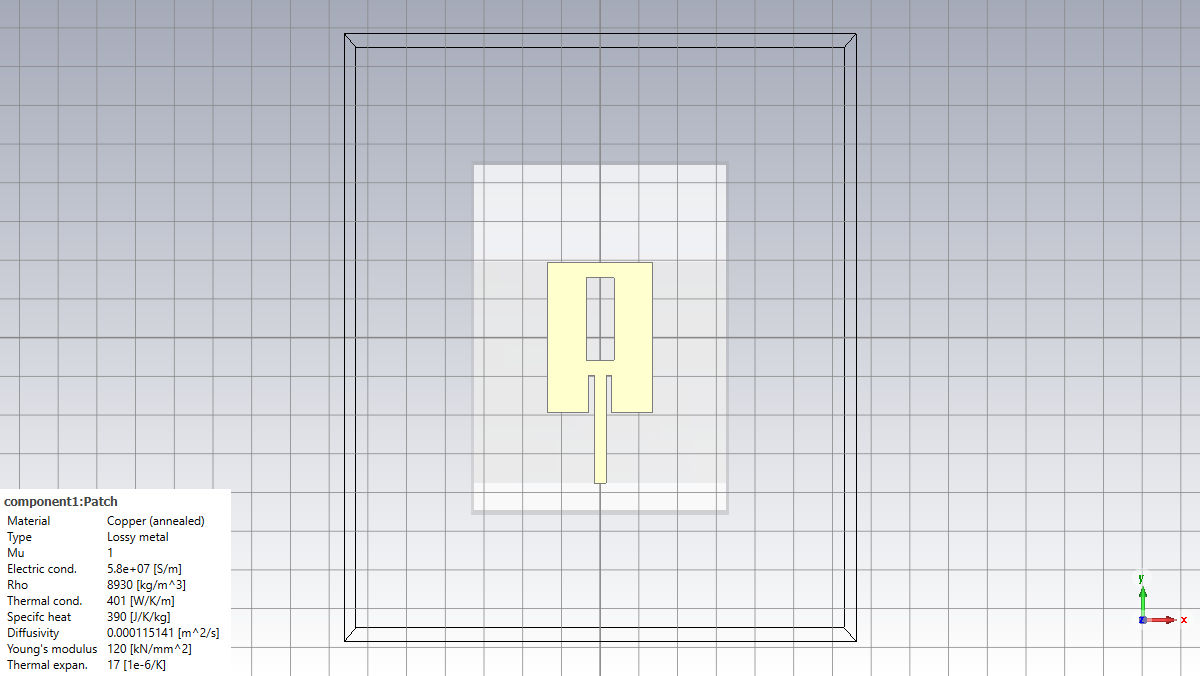 component1:Patch
Material Copper (annealed)
Type Lossy metal
Mu 1
Electric cond. 5.8e+07 [S/m]
Rho 8930 [kg/m^3]
Thermal cond. 401 [W/K/m]
Specifc heat 390 [J/K/kg]
Diffusivity 0.000115141 [m^2/s]
Young's modulus 120 [kN/mm^2]
Thermal expan. 17 [1e-6/K]
y
z x